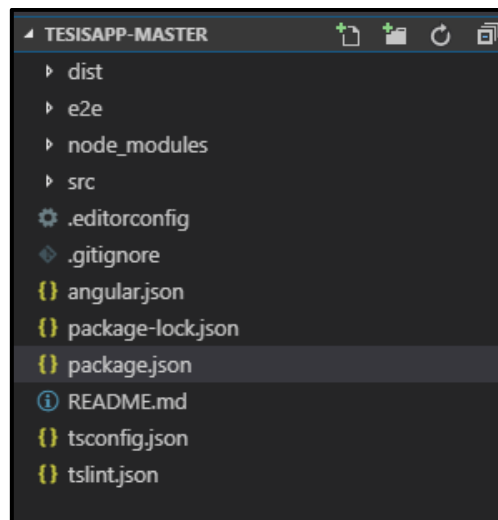 TESISAPP-MASTER
dist
e2e
node_modules
src
.editorconfig
.gitignore
angular.json
package-lock.json
package.json
README.md
tsconfig.json
tslint.json